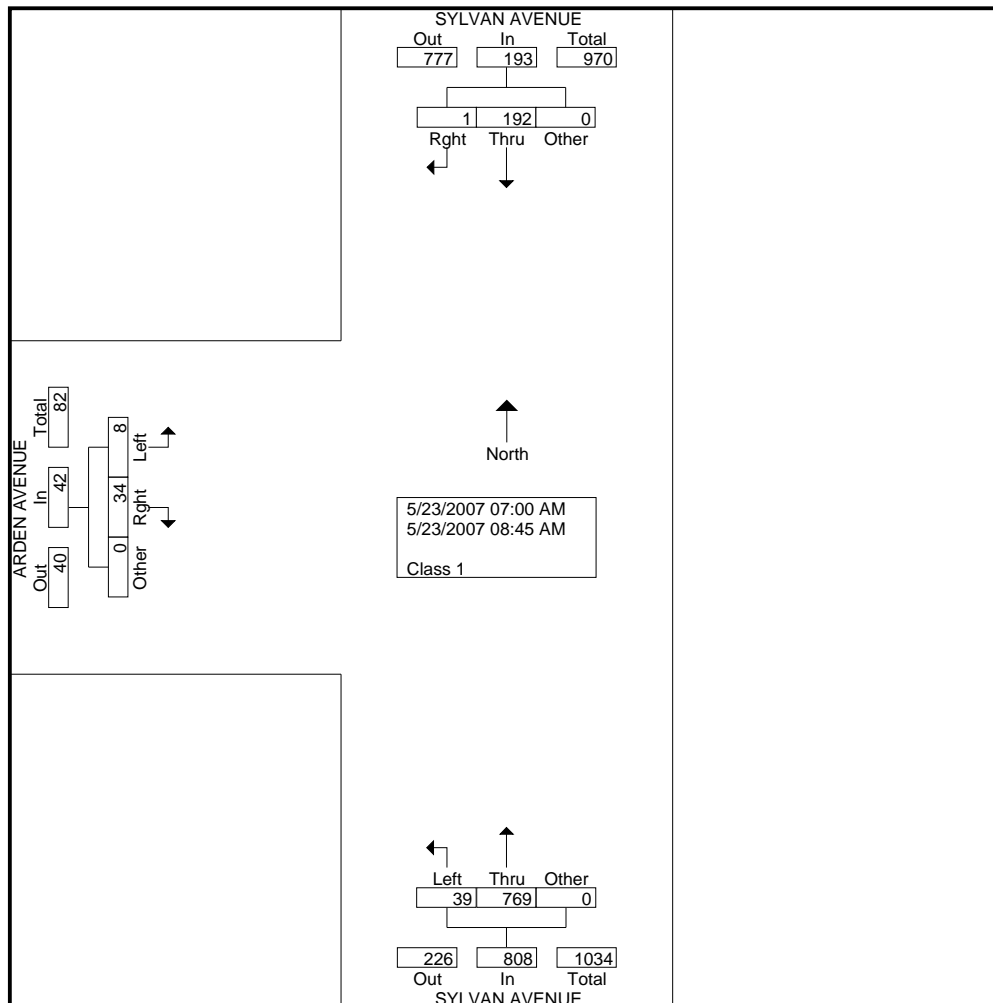 SYLVAN AVENUE
Out In Total
777 193 970
1 192 0
Rght Thru Other
ARDEN AVENUE
Out In Total
40 42 82
0 34 8
Other Rght Left
North
5/23/2007 07:00 AM
5/23/2007 08:45 AM
Class 1
Left Thru Other
39 769 0
226 808 1034
Out In Total
SYLVAN AVENUE